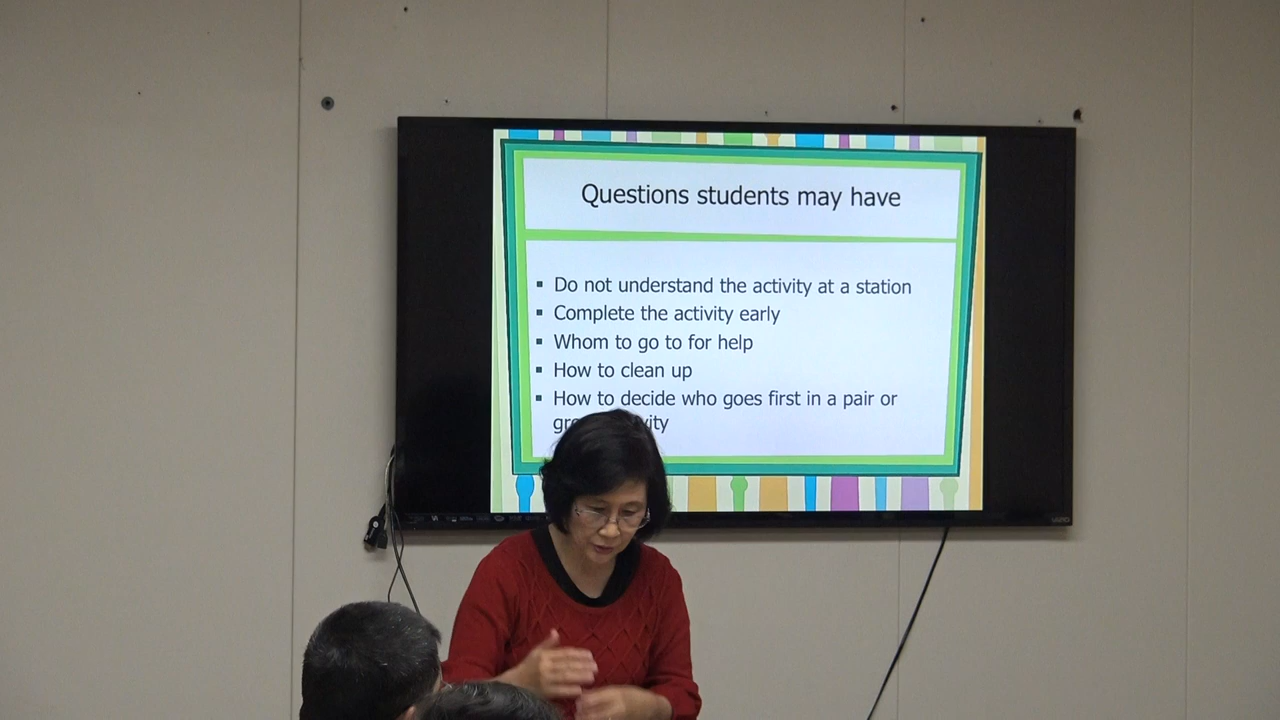 Questions students may have
▪ Do not understand the activity at a station
▪ Complete the activity early
▪ Whom to go to for help
▪ How to clean up
▪ How to decide who goes first in a pair or
VIZIO